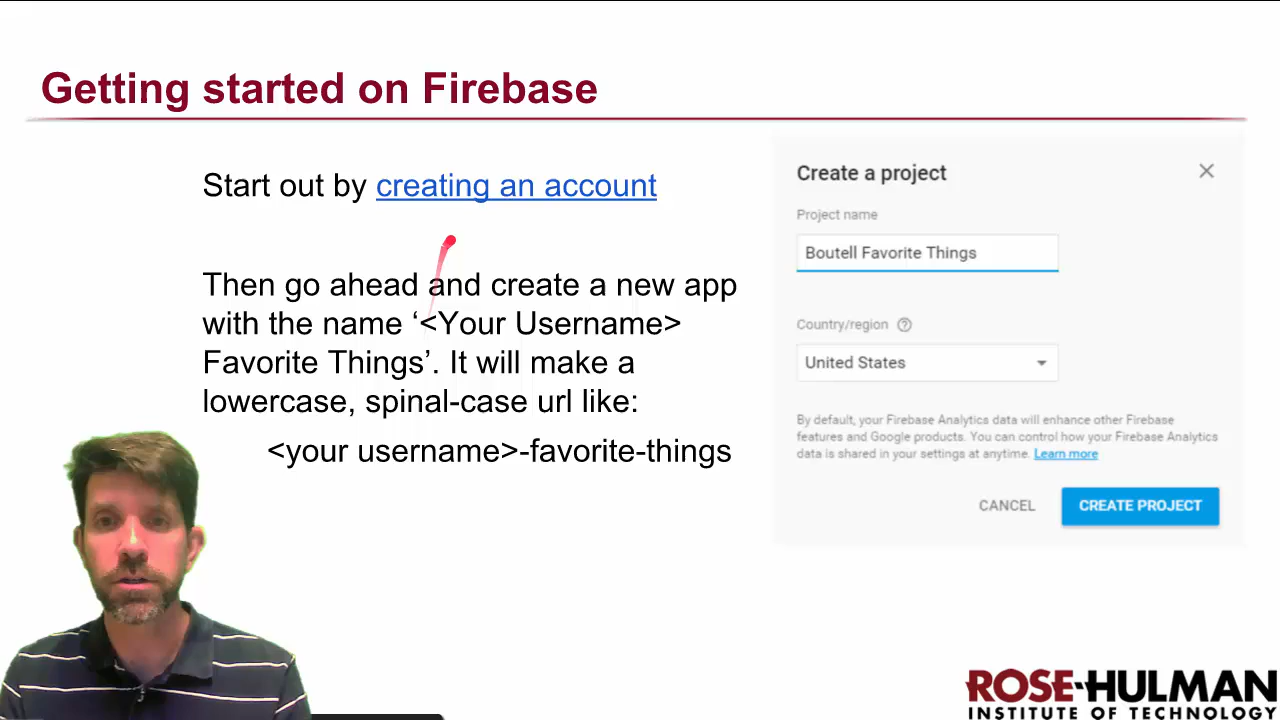 Getting started on Firebase
Start out by creating an account
Then go ahead and create a new app
with the name ‘<Your Username>
Favorite Things’. It will make a
lowercase, spinal-case url like:
<your username>-favorite-things
Create a project
Project name
Boutell Favorite Things
Country/region
United States
By default, your Firebase Analytics data will enhance other Firebase
features and Google products. You can control how your Firebase Analytics
data is shared in your settings at anytime. Learn more
CANCEL
CREATE PROJECT
ROSE-HULMAN
INSTITUTE OF TECHNOLOGY